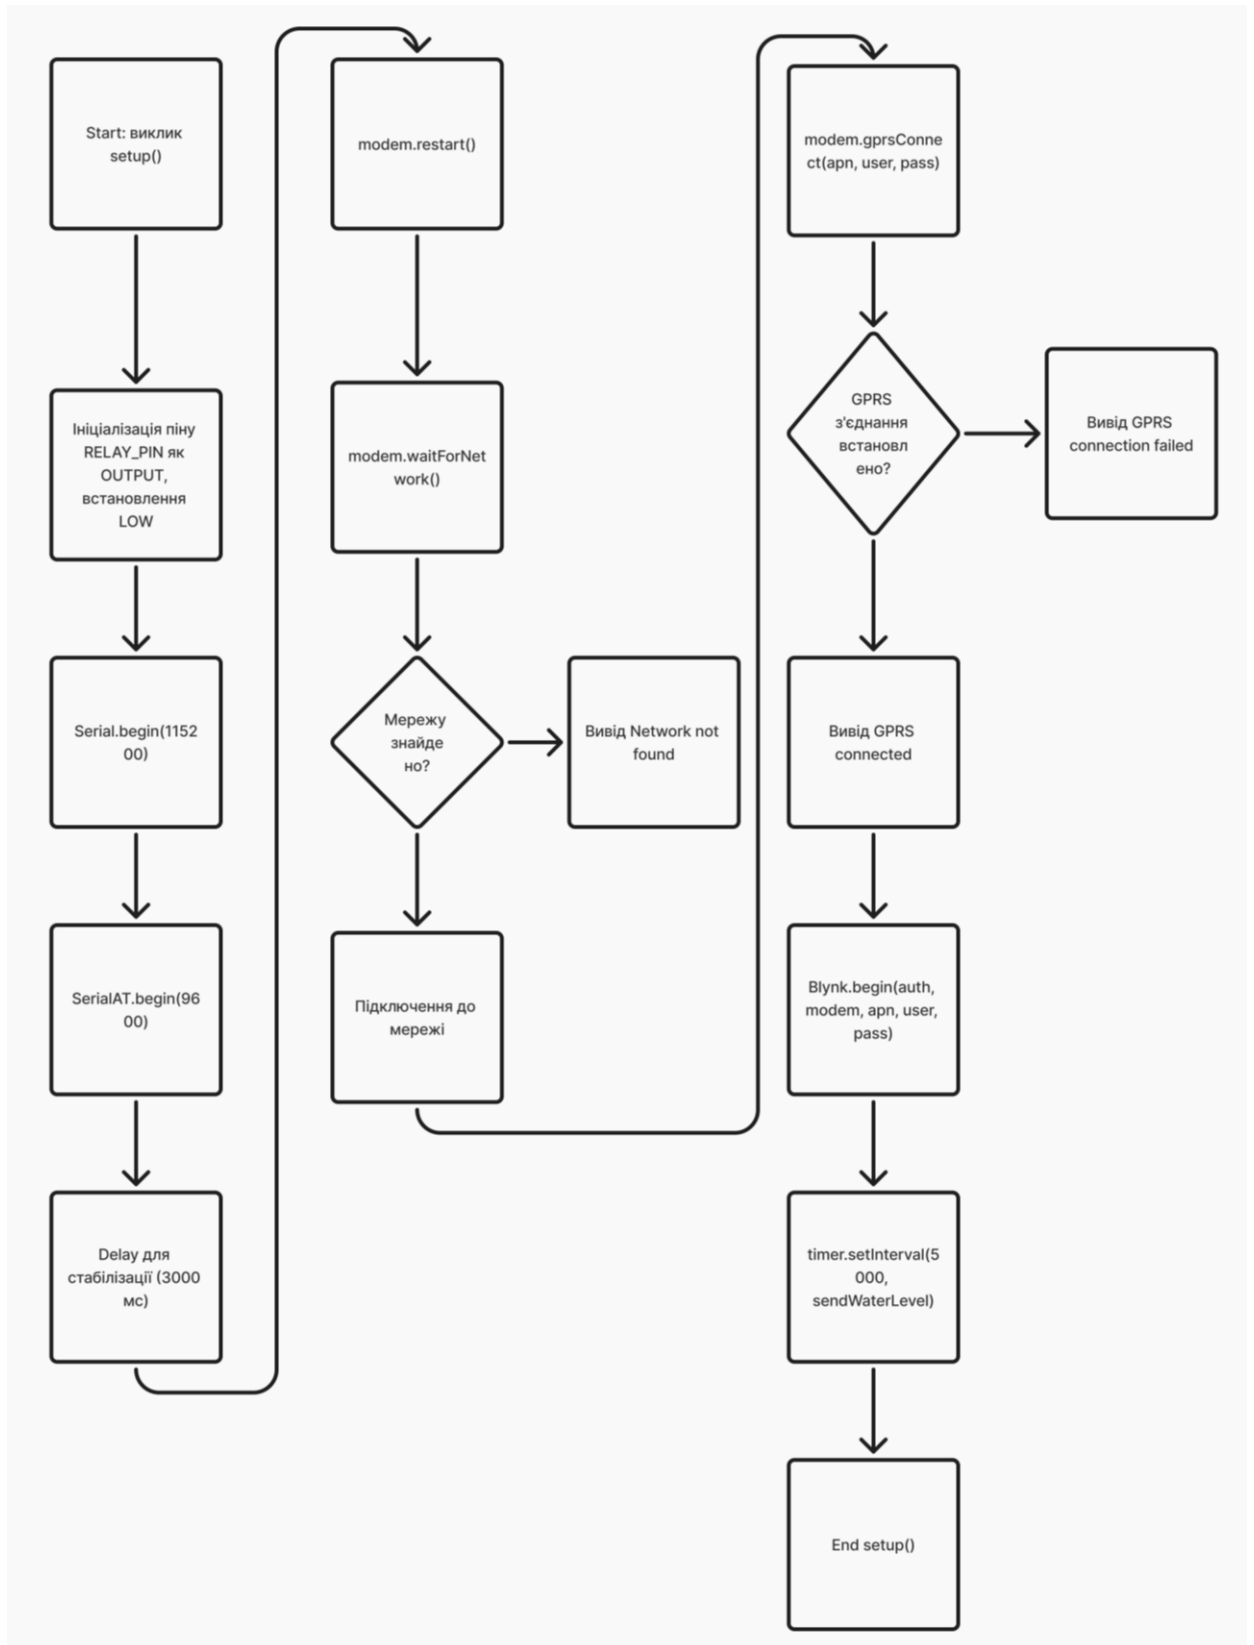 Start: виклик
setup()
Ініціалізація піну
RELAY_PIN як
OUTPUT,
встановлення
LOW
Serial.begin(1152
00)
SerialAT.begin(96
00)
Delay для
стабілізації (3000
мс)
modem.restart()
modem.waitForNet
work()
Мережу
знайде
но?
Вивід Network not
found
Підключення до
мережі
modem.gprsConne
ct(apn, user, pass)
GPRS
з'єднання
встановл
ено?
Вивід GPRS
connection failed
Вивід GPRS
connected
Blynk.begin(auth,
modem, apn, user,
pass)
timer.setInterval(5
000,
sendWaterLevel)
End setup()